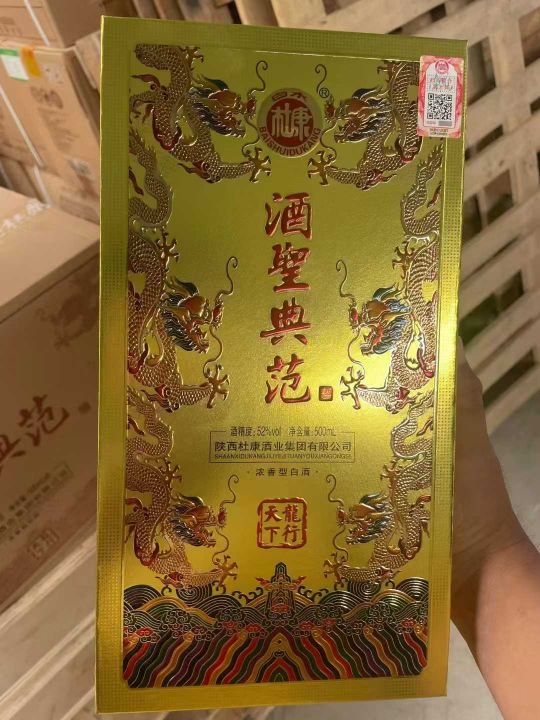 白水
杜康
®
BAISHUIDUKANG
酒聖典范
酒精度:52%vol 净含量:500mL
陕西杜康酒业集团有限公司
SHAANXIDUKANGJIUYEJITUANYOUXIANGONGSI
·浓香型白酒·
龍行
天下
典范